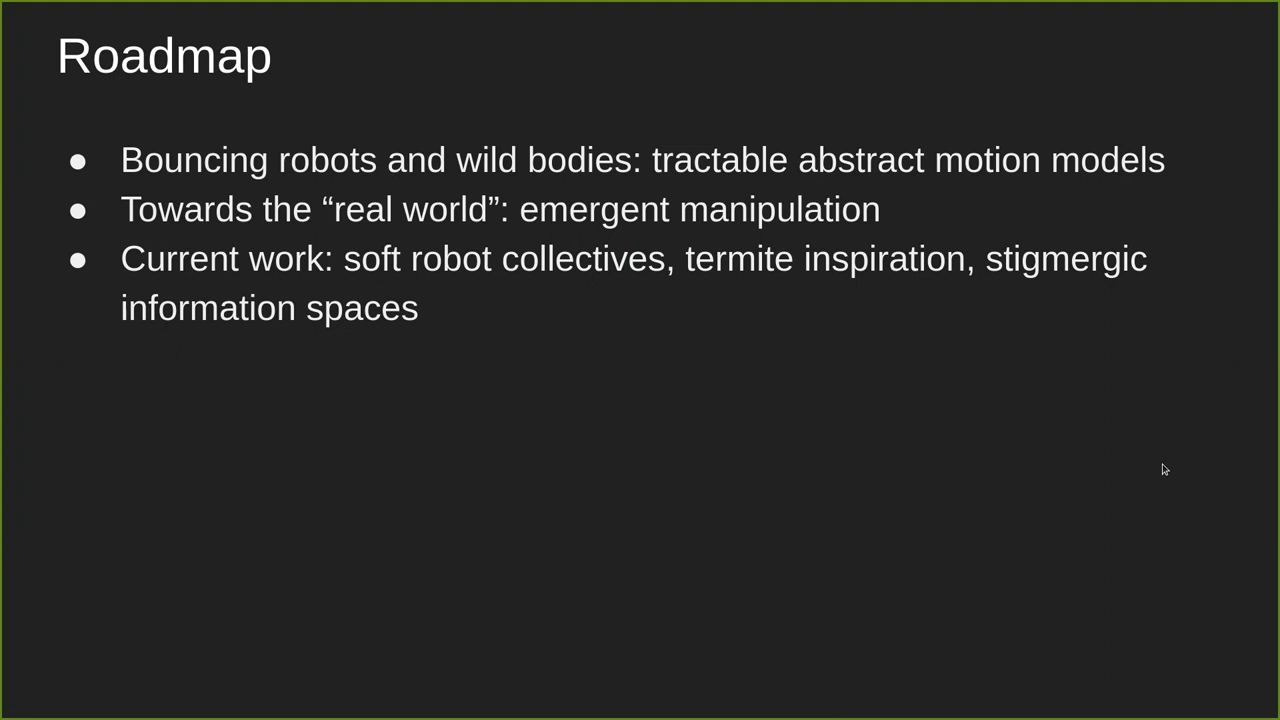 Roadmap
● Bouncing robots and wild bodies: tractable abstract motion models
● Towards the “real world”: emergent manipulation
● Current work: soft robot collectives, termite inspiration, stigmergic
information spaces